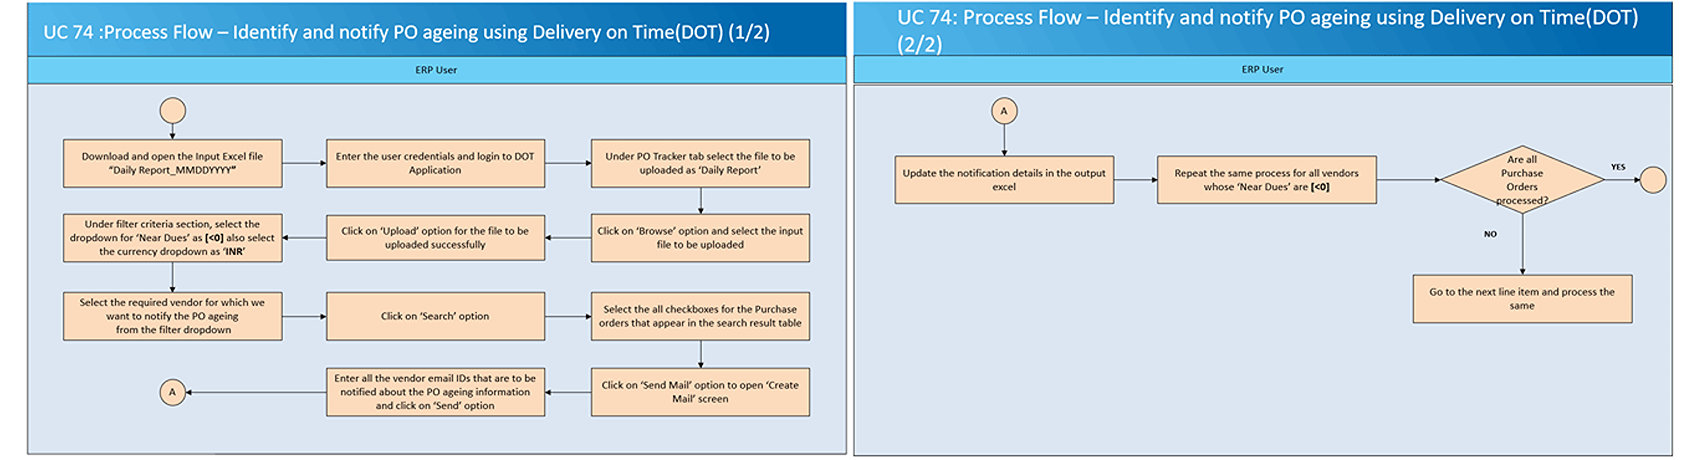 UC 74 :Process Flow – Identify and notify PO ageing using Delivery on Time(DOT) (1/2)
ERP User
Download and open the Input Excel file
“Daily Report_MMDDYYYY”
Enter the user credentials and login to DOT
Application
Under PO Tracker tab select the file to be
uploaded as ‘Daily Report’
Under filter criteria section, select the
dropdown for ‘Near Dues’ as [<0] also select
the currency dropdown as ‘INR’
Click on ‘Upload’ option for the file to be
uploaded successfully
Click on ‘Browse’ option and select the input
file to be uploaded
Select the required vendor for which we
want to notify the PO ageing
from the filter dropdown
Click on ‘Search’ option
Select the all checkboxes for the Purchase
orders that appear in the search result table
A
Enter all the vendor email IDs that are to be
notified about the PO ageing information
and click on ‘Send’ option
Click on ‘Send Mail’ option to open ‘Create
Mail’ screen
UC 74: Process Flow – Identify and notify PO ageing using Delivery on Time(DOT)
(2/2)
ERP User
A
Update the notification details in the output
excel
Repeat the same process for all vendors
whose ‘Near Dues’ are [<0]
Are all
Purchase
Orders
processed?
YES
NO
Go to the next line item and process the
same